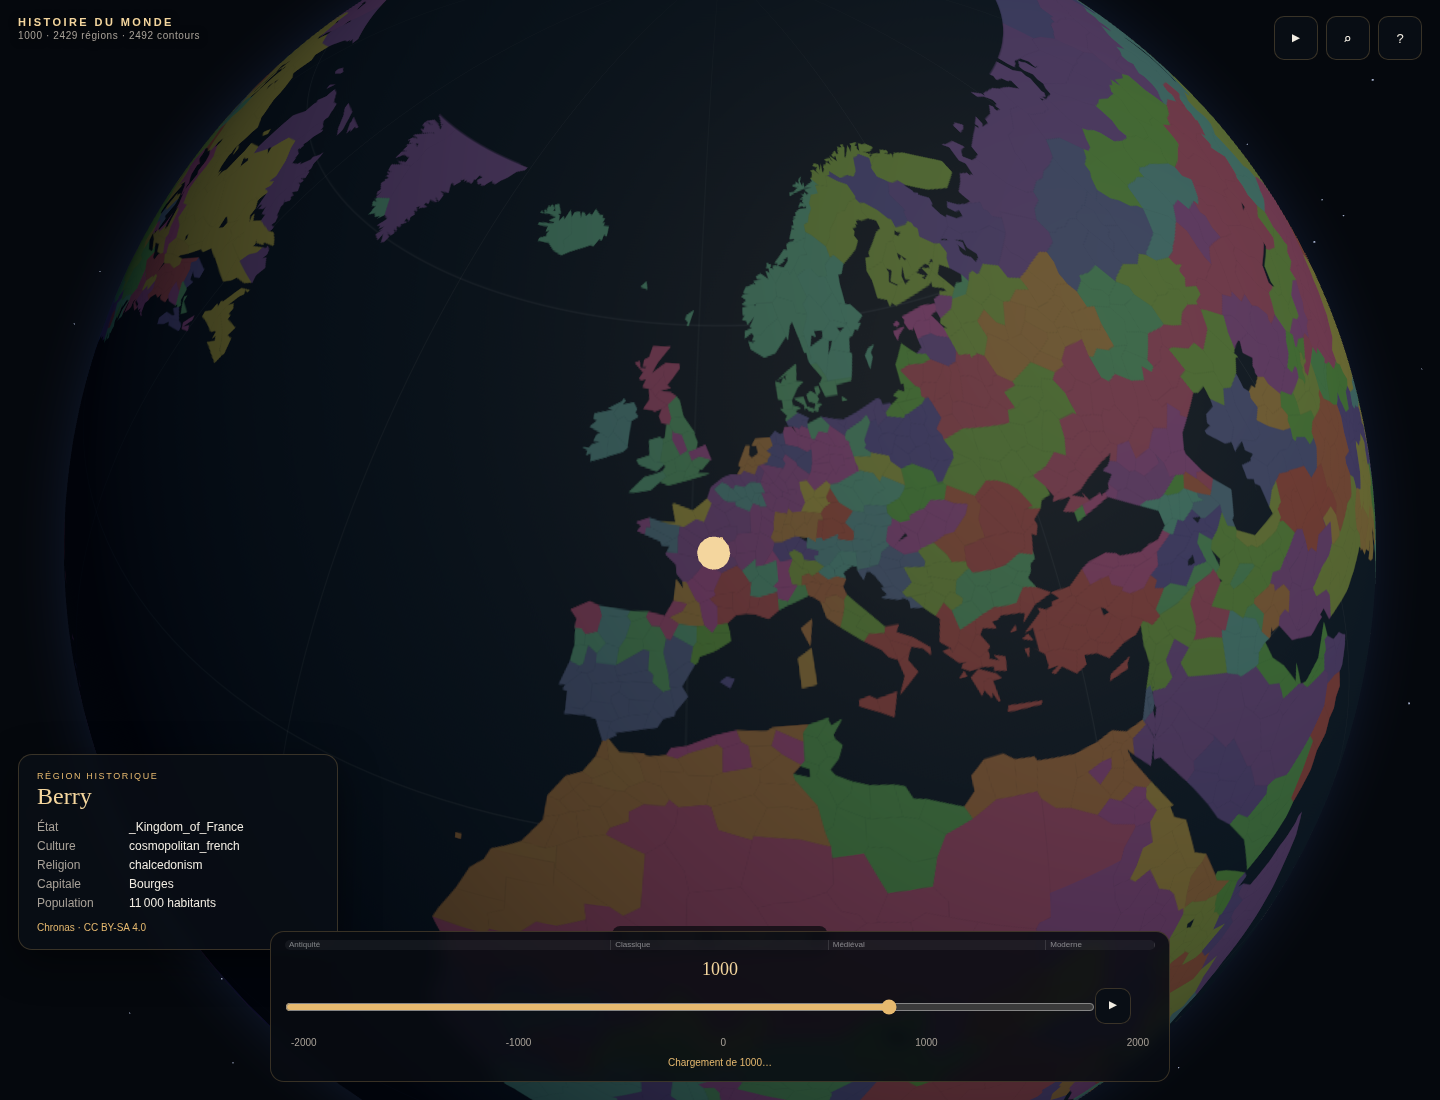 HISTOIRE DU MONDE
1000 · 2429 régions · 2492 contours
?
RÉGION HISTORIQUE
Berry
État _Kingdom_of_France
Culture cosmopolitan_french
Religion chalcedonism
Capitale Bourges
Population 11 000 habitants
Chronas · CC BY-SA 4.0
Antiquité Classique Médiéval Moderne
1000
-2000 -1000 0 1000 2000
Chargement de 1000…